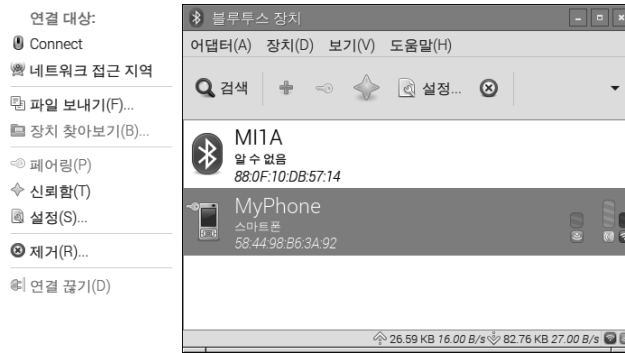 연결 대상:
Connect
네트워크 접근 지역
파일 보내기(F)...
장치 찾아보기(B)...
페어링(P)
신뢰함(T)
설정(S)...
제거(R)...
연결 끊기(D)
블루투스 장치
어댑터(A) 장치(D) 보기(V) 도움말(H)
검색 설정...
MI1A
알 수 없음
88:0F:10:DB:57:14
MyPhone
스마트폰
58:44:98:B6:3A:92
26.59 KB 16.00 B/s 82.76 KB 27.00 B/s